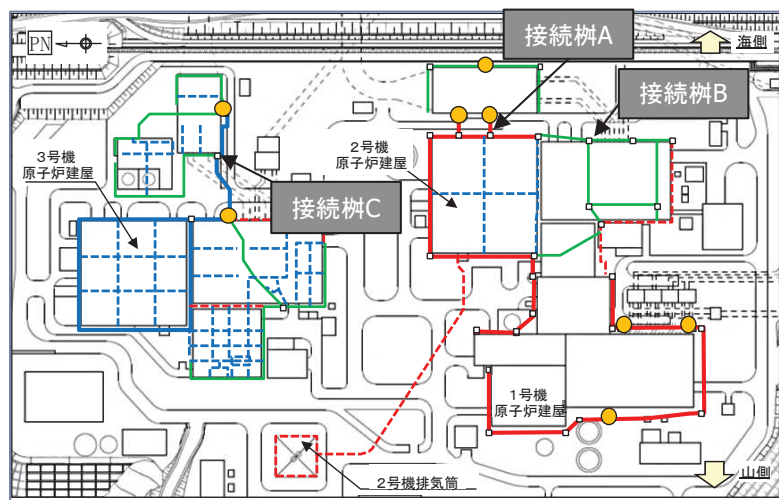 PN
接続桝A
海側
接続桝B
3号機
原子炉建屋
2号機
原子炉建屋
接続桝C
1号機
原子炉建屋
2号機排気筒
山側